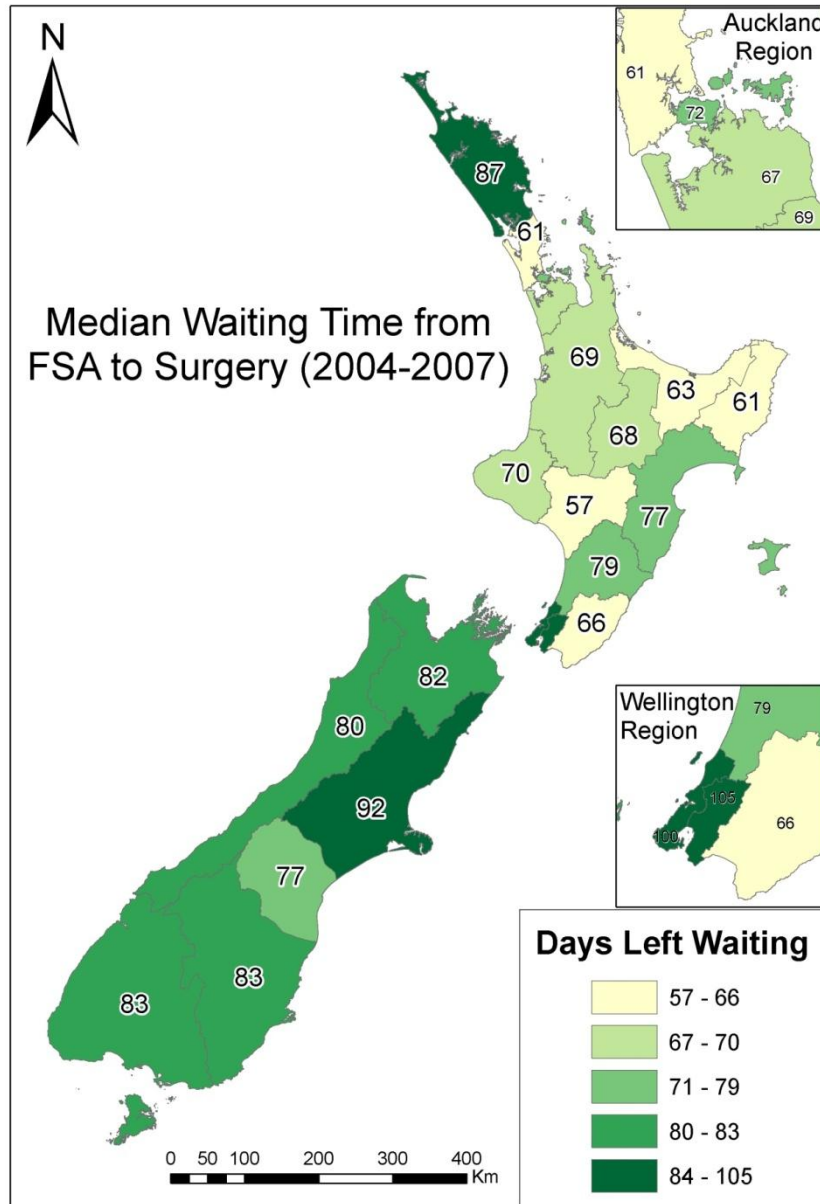 N
Auckland
Region
61
72
67
69
87
61
Median Waiting Time from
FSA to Surgery (2004-2007)
69
63
61
68
70
57
77
79
66
82
80
92
77
83
83
Wellington
Region
79
105
100
66
Days Left Waiting
57 - 66
67 - 70
71 - 79
80 - 83
84 - 105
0 50 100 200 300 400
Km